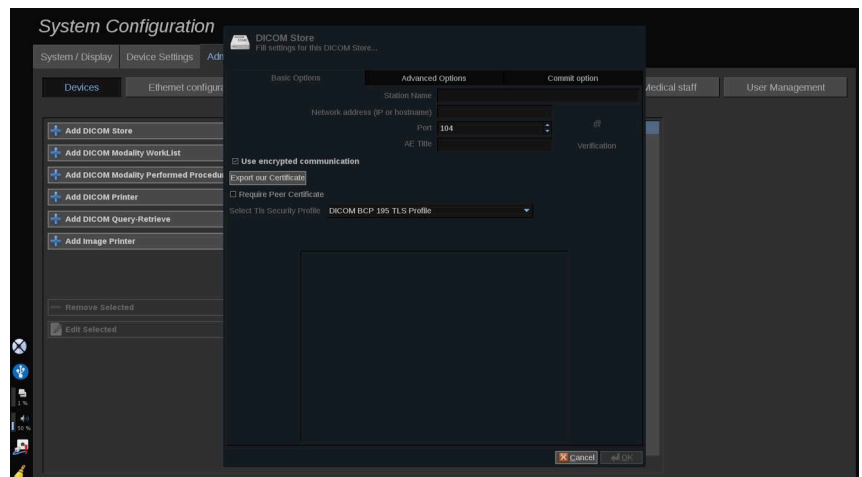 System Configuration
DICOM Store
Fill settings for this DICOM Store...
System / Display
Device Settings
Basic Options
Advanced Options
Commit option
Devices
Ethernet
Medical staff
User Management
Station Name
Network address (IP or hostname)
Port 104
AE Title
Verification
Add DICOM Store
Add DICOM Modality WorkList
Add DICOM Modality Performed
Add DICOM Printer
Add DICOM Query-Retrieve
Add Image Printer
Use encrypted communication
Export our Certificate
Require Peer Certificate
Select Tls Security Profile DICOM BCP 195 TLS Profile
Remove Selected
Edit Selected
1 %
50 %
Cancel
OK